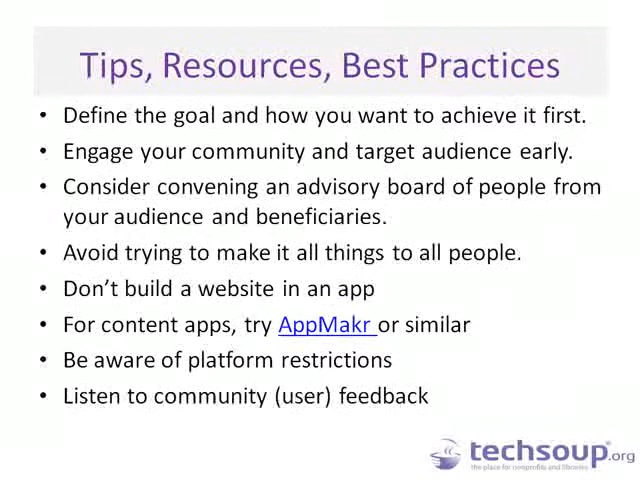 Tips, Resources, Best Practices
• Define the goal and how you want to achieve it first.
• Engage your community and target audience early.
• Consider convening an advisory board of people from
your audience and beneficiaries.
• Avoid trying to make it all things to all people.
• Don’t build a website in an app
• For content apps, try AppMakr or similar
• Be aware of platform restrictions
• Listen to community (user) feedback
techsoup®.org
the place for nonprofits and libraries